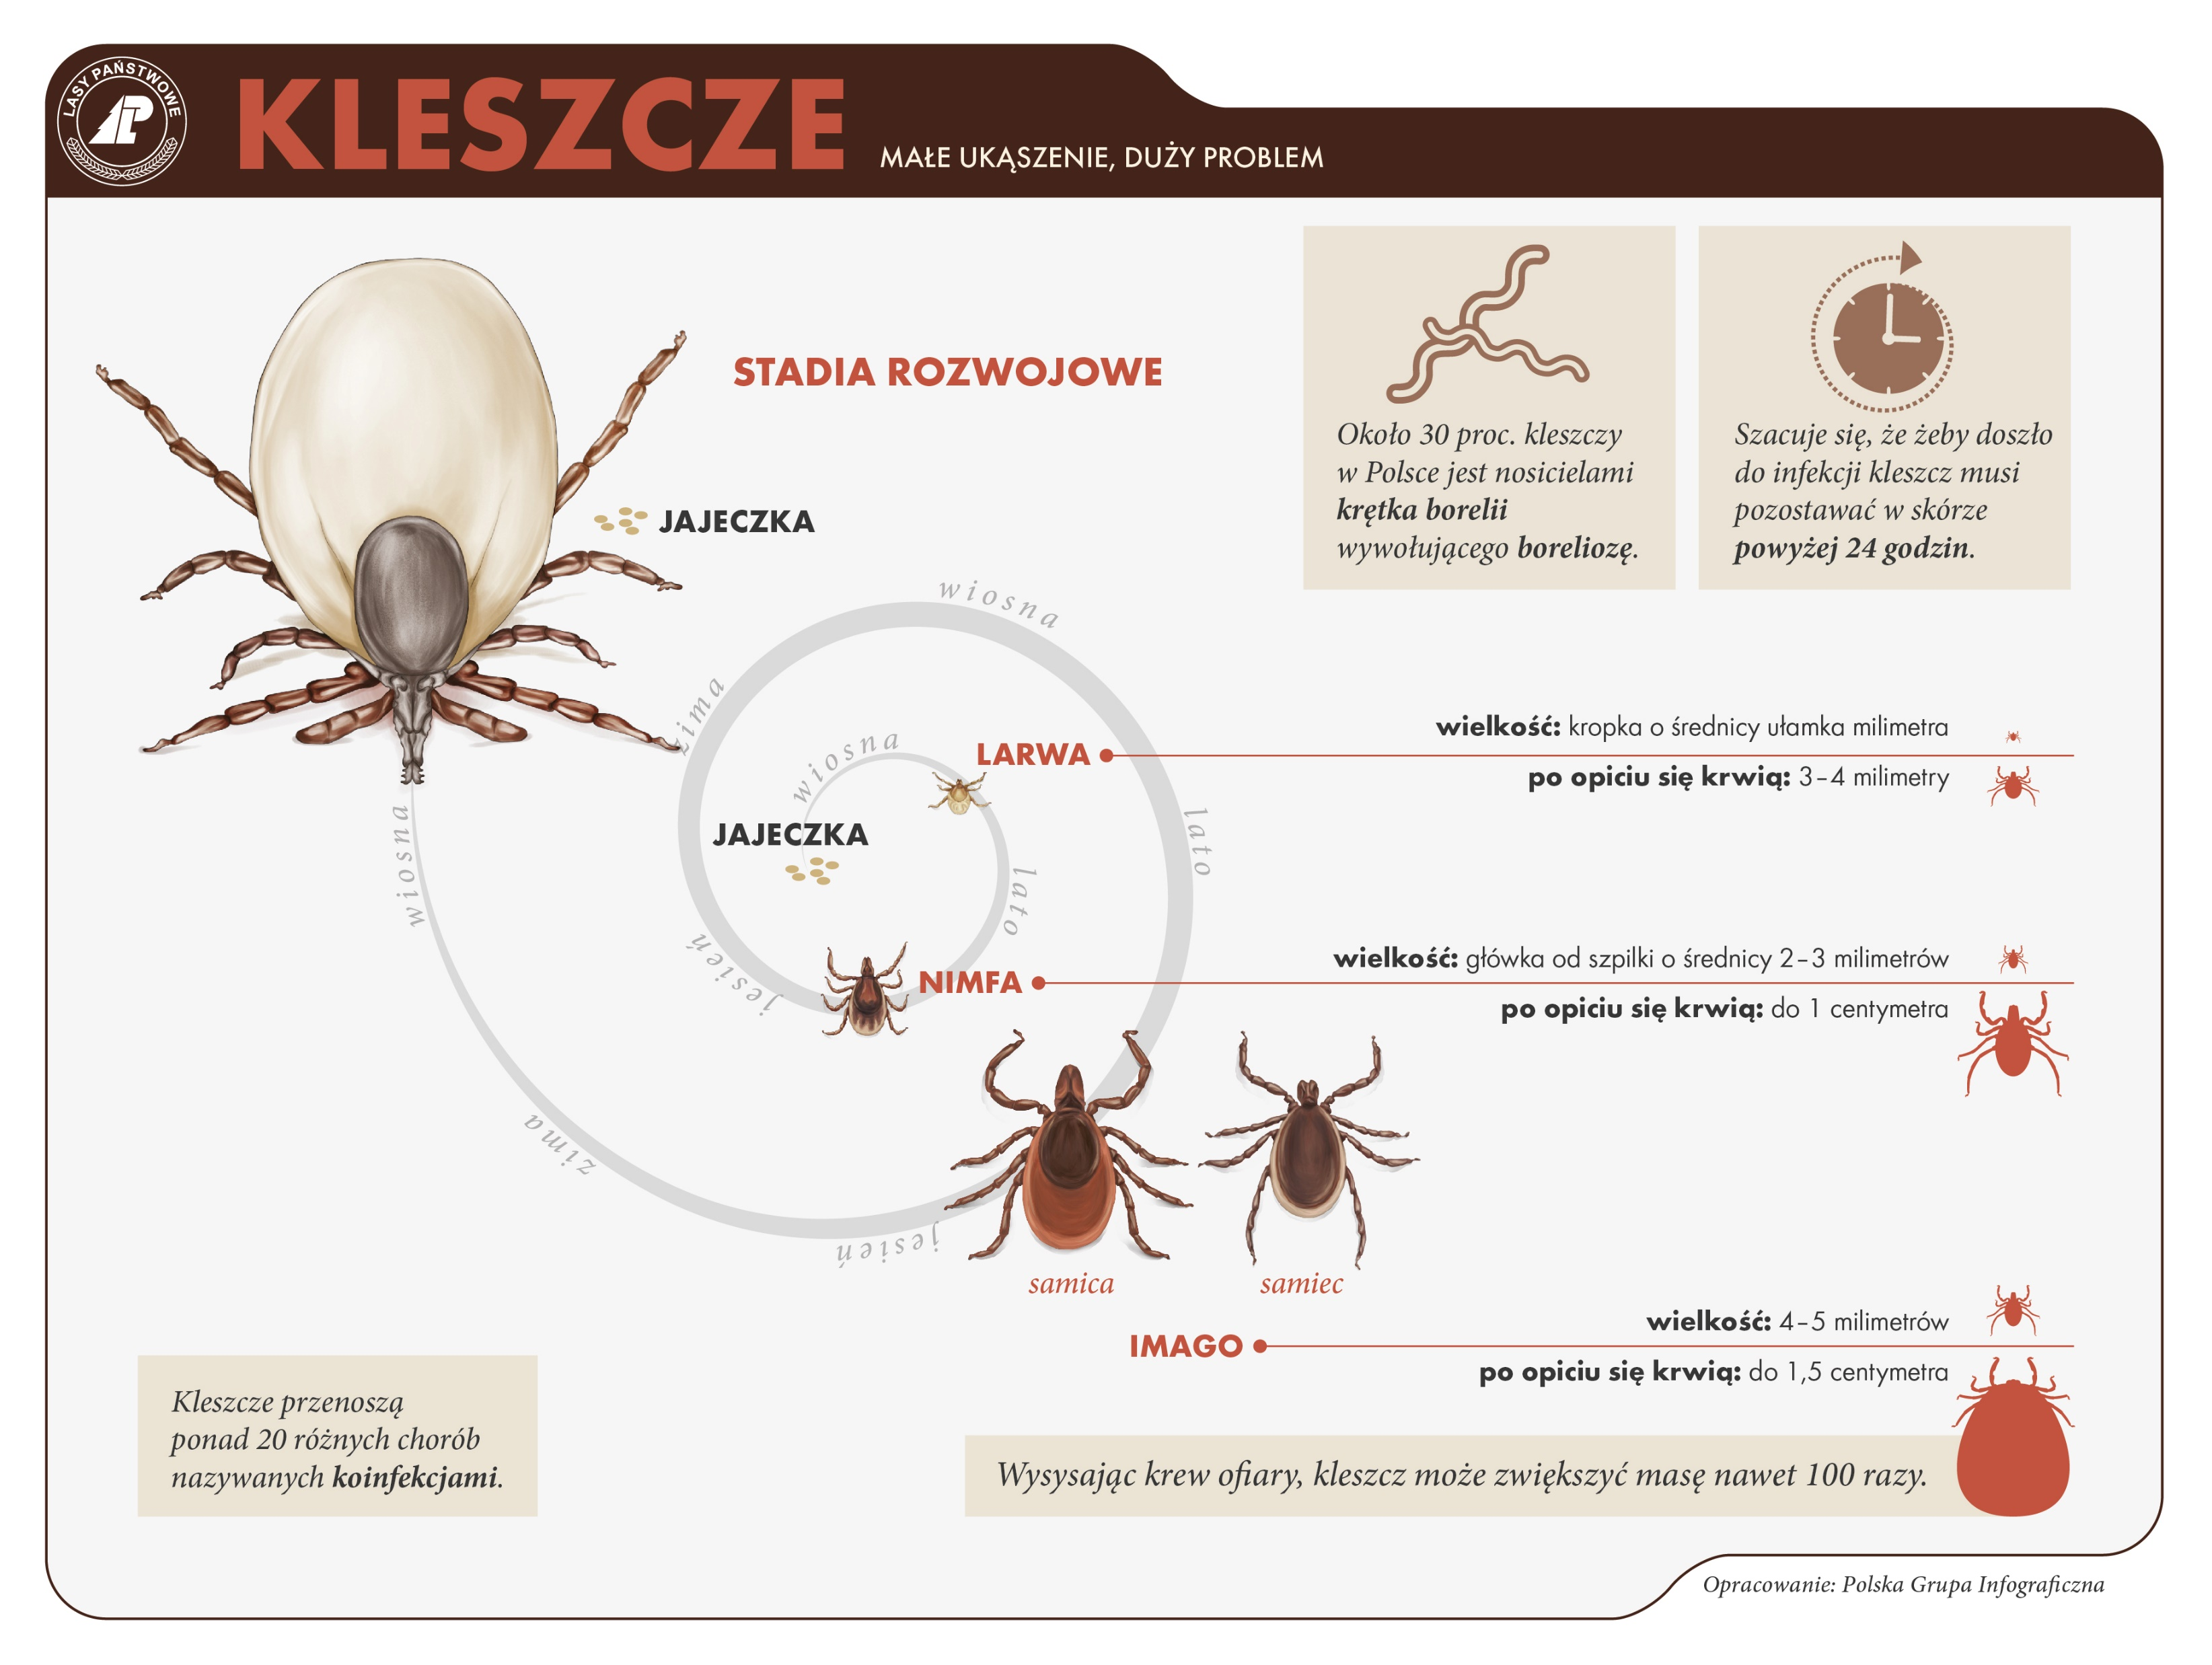 LASY PAŃSTWOWE
LP
KLESZCZE
MAŁE UKĄSZENIE, DUŻY PROBLEM
STADIA ROZWOJOWE
JAJECZKA
Około 30 proc. kleszczy
w Polsce jest nosicielami
krętka borelii
wywołującego boreliozę.
Szacuje się, że żeby doszło
do infekcji kleszcz musi
pozostawać w skórze
powyżej 24 godzin.
wiosna
zima
wiosna
LARWA
wielkość: kropka o średnicy ułamka milimetra
po opiciu się krwią: 3–4 milimetry
JAJECZKA
wiosna
lato
lato
jesień
NIMFA
wielkość: główka od szpilki o średnicy 2–3 milimetrów
po opiciu się krwią: do 1 centymetra
zima
jesień
samica
samiec
IMAGO
wielkość: 4–5 milimetrów
po opiciu się krwią: do 1,5 centymetra
Kleszcze przenoszą
ponad 20 różnych chorób
nazywanych koinfekcjami.
Wysysając krew ofiary, kleszcz może zwiększyć masę nawet 100 razy.
Opracowanie: Polska Grupa Infograficzna